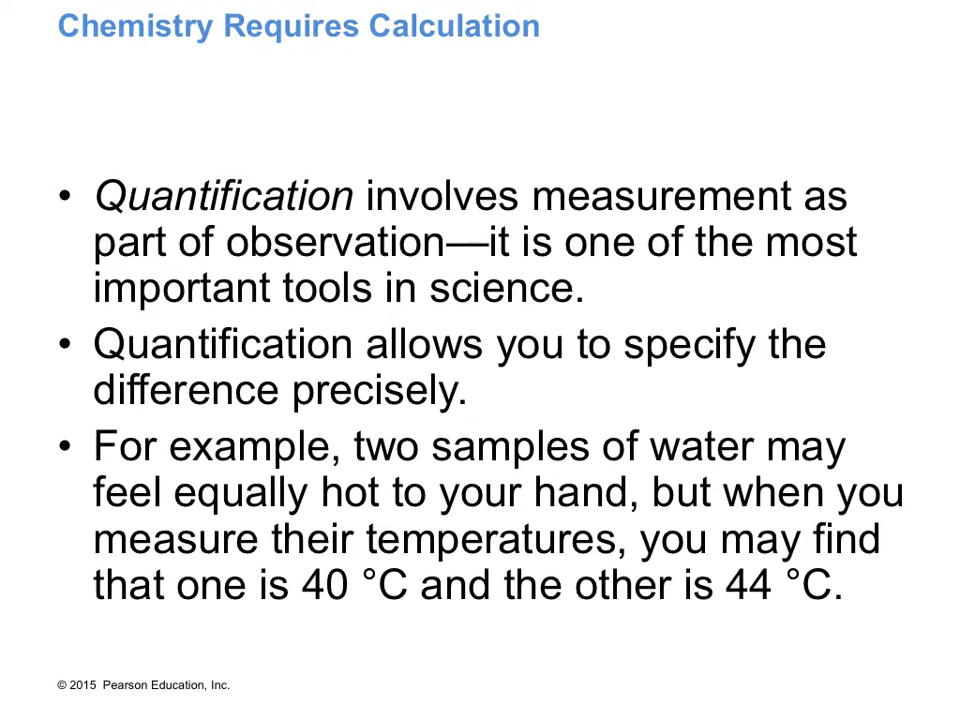 Chemistry Requires Calculation
• Quantification involves measurement as
part of observation—it is one of the most
important tools in science.
• Quantification allows you to specify the
difference precisely.
• For example, two samples of water may
feel equally hot to your hand, but when you
measure their temperatures, you may find
that one is 40 °C and the other is 44 °C.
© 2015 Pearson Education, Inc.